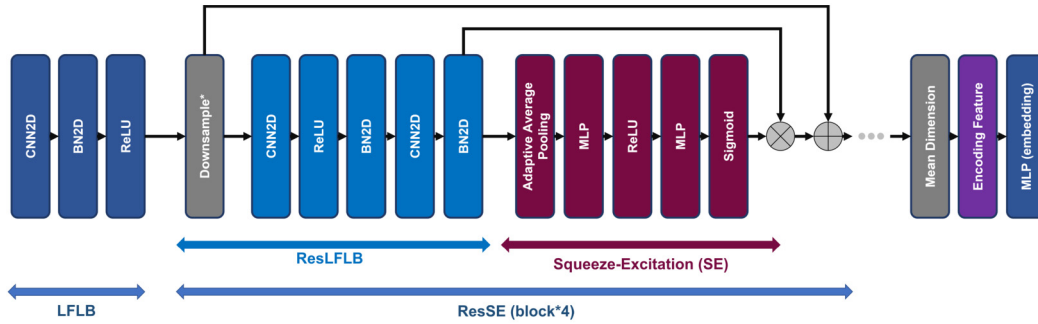 CNN2D
BN2D
ReLU
Downsample*
CNN2D
ReLU
BN2D
CNN2D
BN2D
Adaptive Average
Pooling
MLP
ReLU
MLP
Sigmoid
Mean Dimension
Encoding Feature
MLP (embedding)
ResLFLB
Squeeze-Excitation (SE)
LFLB
ResSE (block*4)